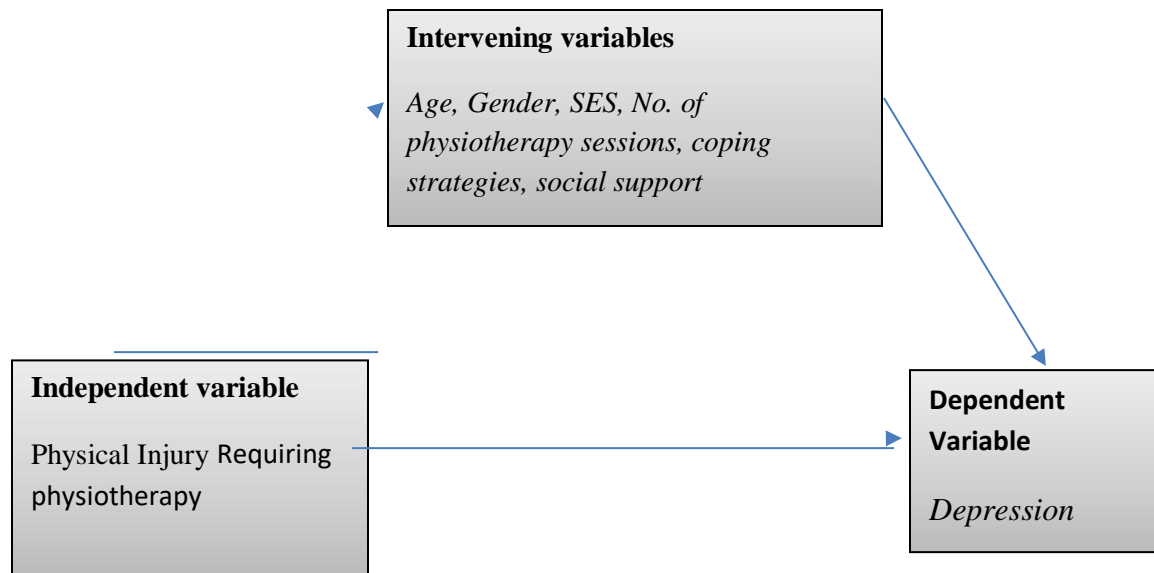 Intervening variables
Age, Gender, SES, No. of
physiotherapy sessions, coping
strategies, social support
Independent variable
Physical Injury Requiring
physiotherapy
Dependent
Variable
Depression